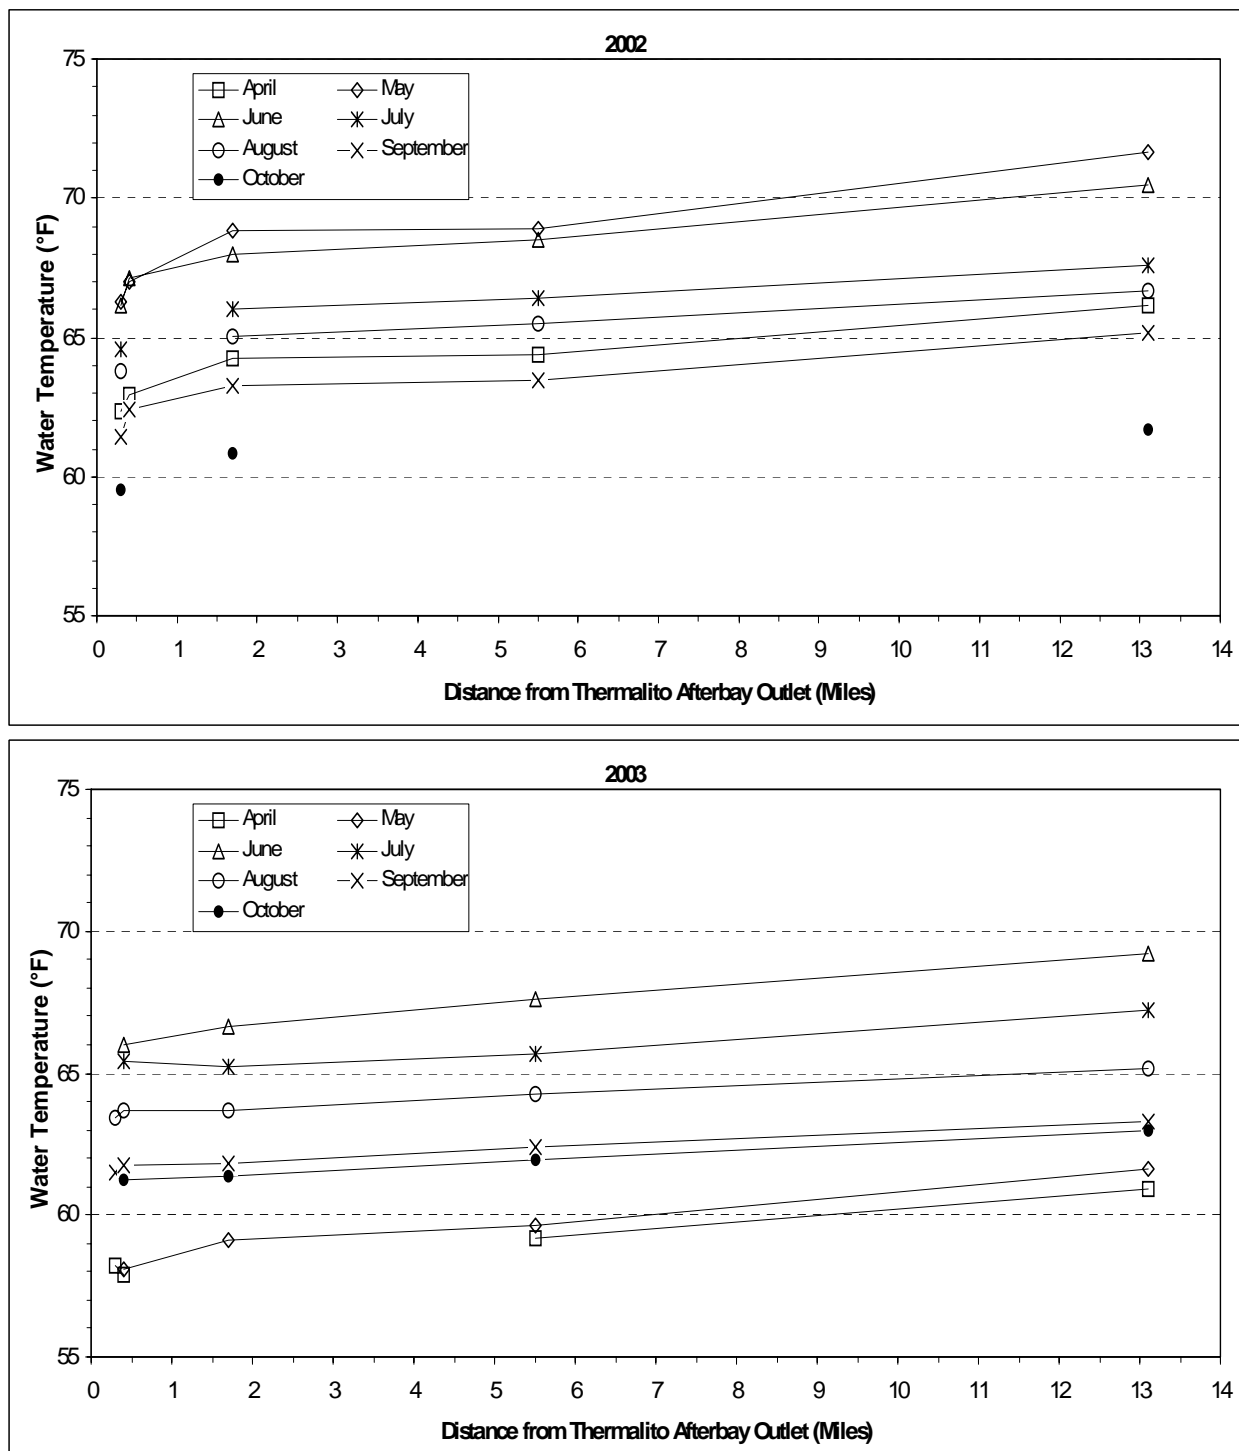 2002
75
April May
June July
August September
October
70
65
60
55
Water Temperature (°F)
0 1 2 3 4 5 6 7 8 9 10 11 12 13 14
Distance from Thermalito Afterbay Outlet (Miles)
2003
75
April May
June July
August September
October
70
65
60
55
Water Temperature (°F)
0 1 2 3 4 5 6 7 8 9 10 11 12 13 14
Distance from Thermalito Afterbay Outlet (Miles)